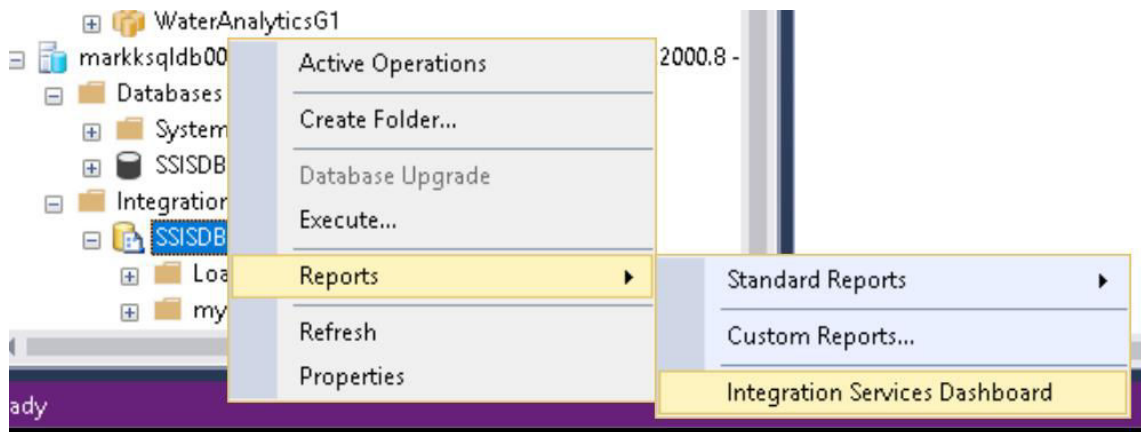 WaterAnalyticsG1
markksqldb00
2000.8 -
Databases
System
SSISDB
Integration
SSISDB
Loa
my
Active Operations
Create Folder...
Database Upgrade
Execute...
Reports
Refresh
Properties
Standard Reports
Custom Reports...
Integration Services Dashboard
ady